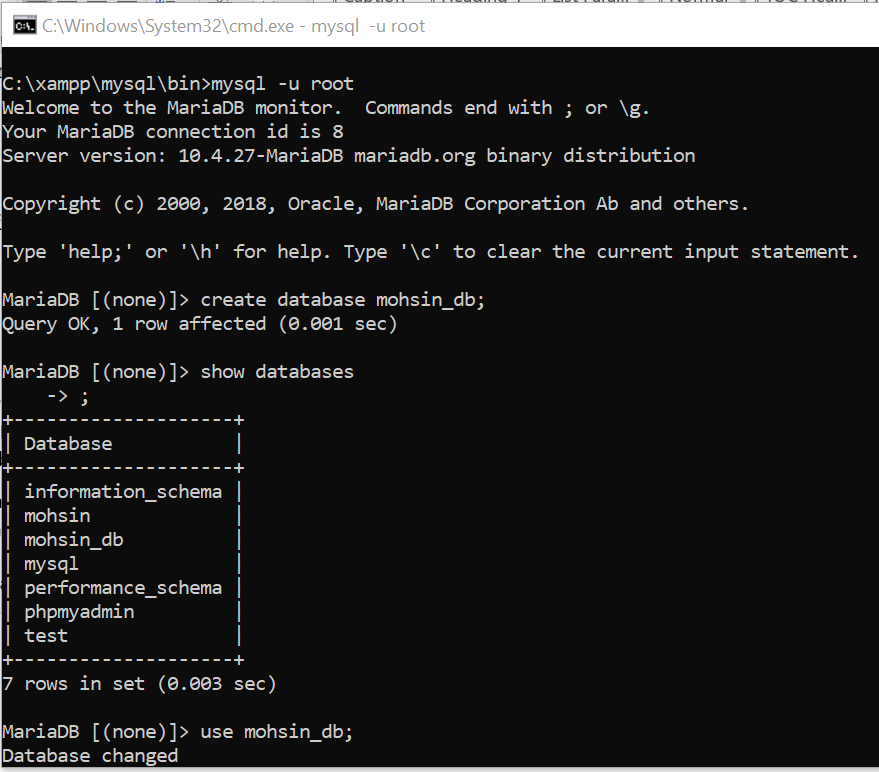 C:\Windows\System32\cmd.exe - mysql  -u root
C:\xampp\mysql\bin>mysql -u root
Welcome to the MariaDB monitor.  Commands end with ; or \g.
Your MariaDB connection id is 8
Server version: 10.4.27-MariaDB mariadb.org binary distribution
Copyright (c) 2000, 2018, Oracle, MariaDB Corporation Ab and others.
Type 'help;' or '\h' for help. Type '\c' to clear the current input statement.
MariaDB [(none)]> create database mohsin_db;
Query OK, 1 row affected (0.001 sec)
MariaDB [(none)]> show databases
    -> ;
+--------------------+
| Database           |
+--------------------+
| information_schema |
| mohsin             |
| mohsin_db          |
| mysql              |
| performance_schema |
| phpmyadmin         |
| test               |
+--------------------+
7 rows in set (0.003 sec)
MariaDB [(none)]> use mohsin_db;
Database changed